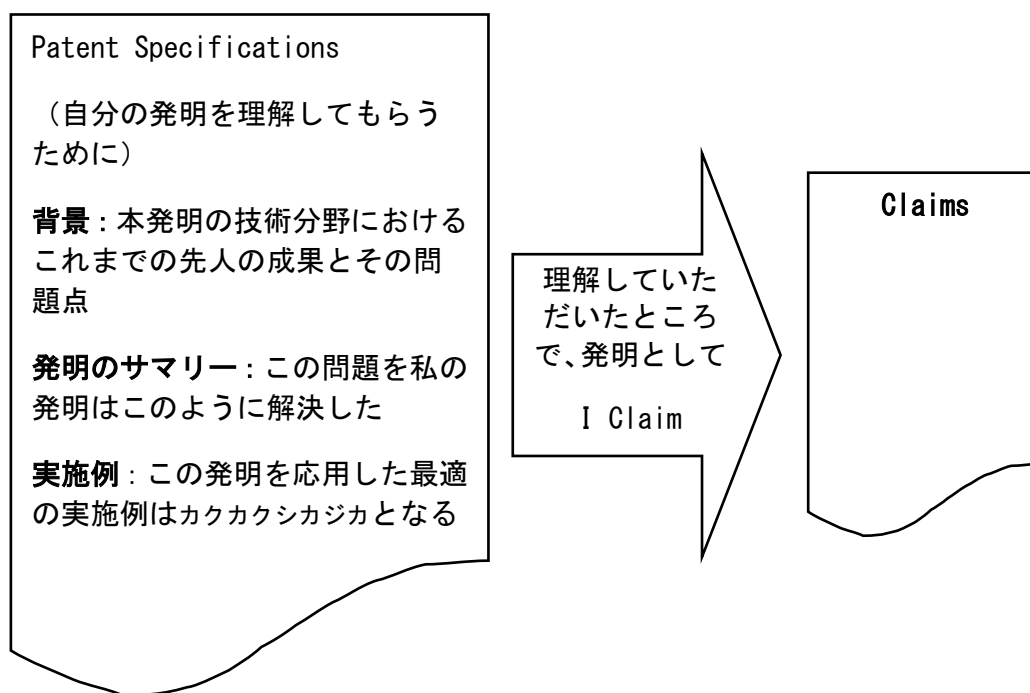 Patent Specifications
（自分の発明を理解してもらう
ために）
背景：本発明の技術分野における
これまでの先人の成果とその問
題点
発明のサマリー：この問題を私の
発明はこのように解決した
実施例：この発明を応用した最適
の実施例はカクカクシカジカとなる
理解していた
だいたところ
で、発明として
I Claim
Claims